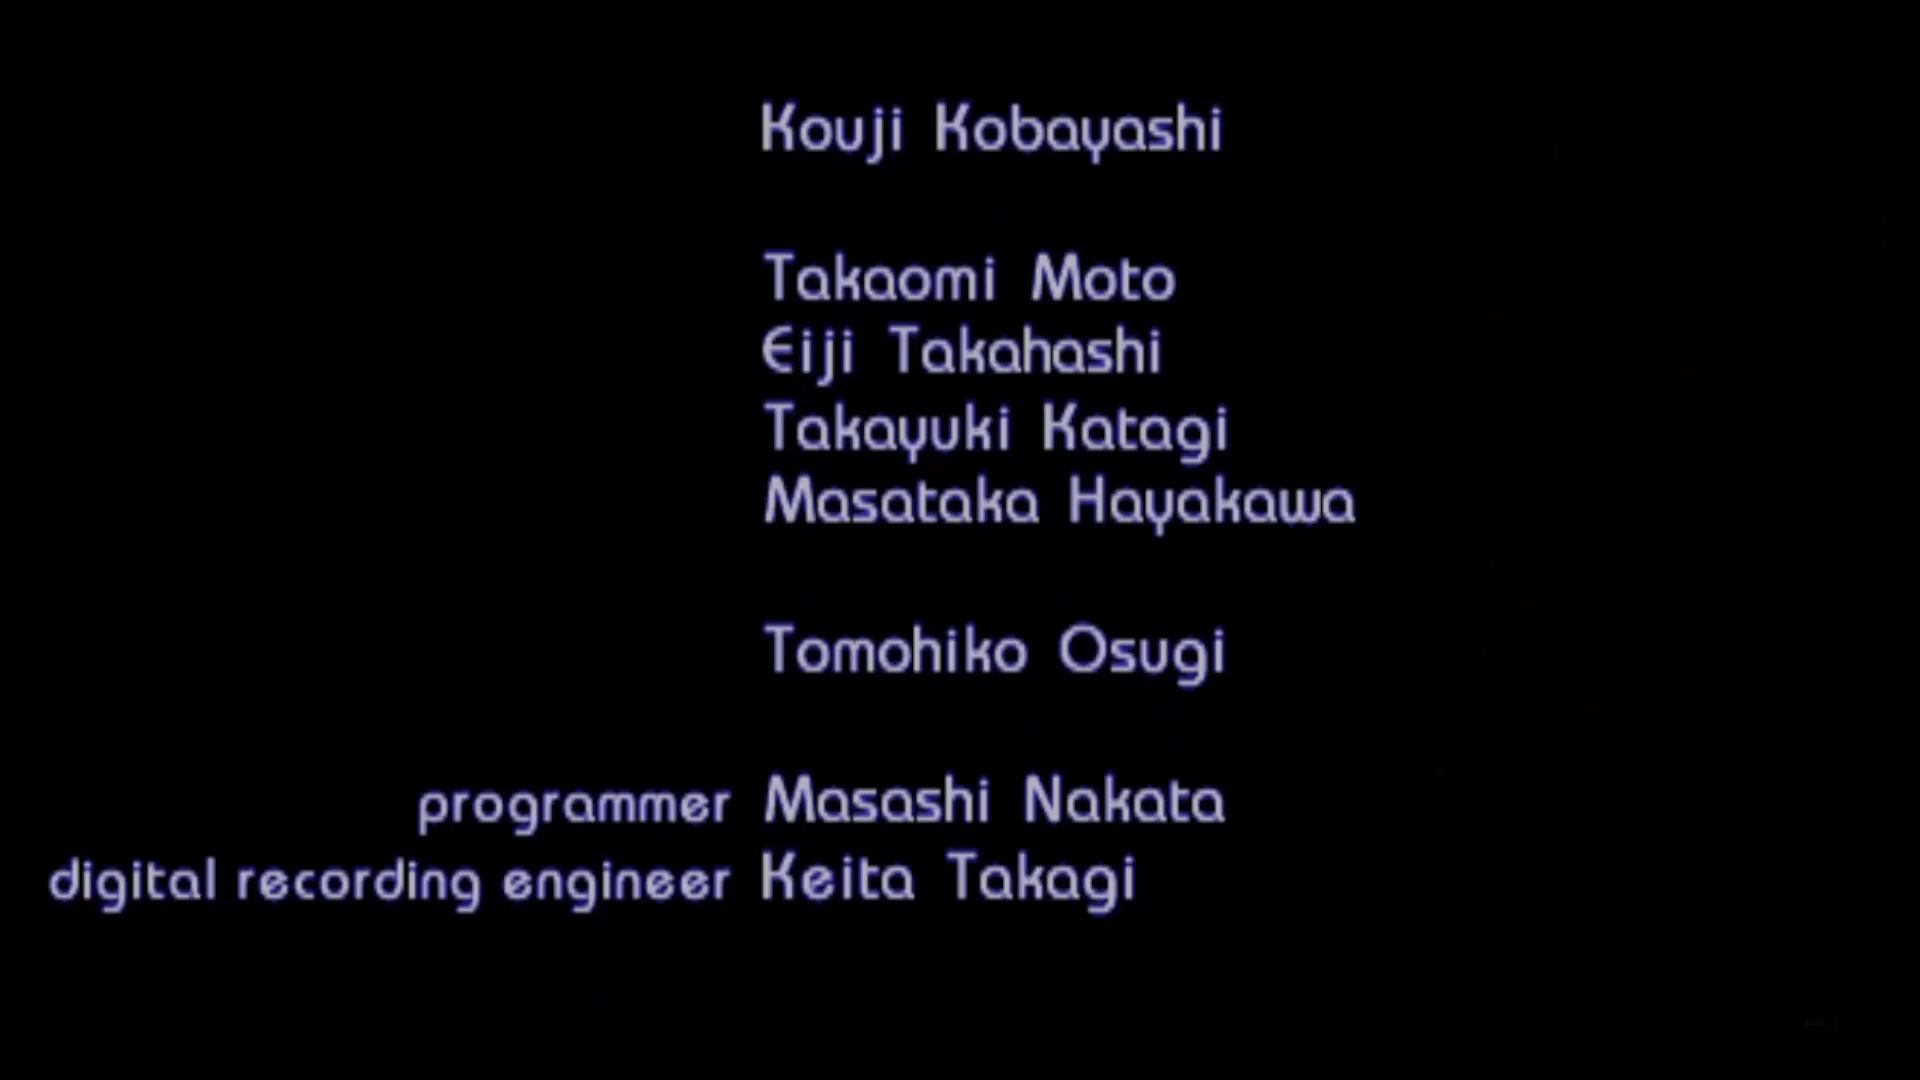 Kouji Kobayashi
Takaomi Moto
Eiji Takahashi
Takayuki Katagi
Masataka Hayakawa
Tomohiko Osugi
programmer Masashi Nakata
digital recording engineer Keita Takagi